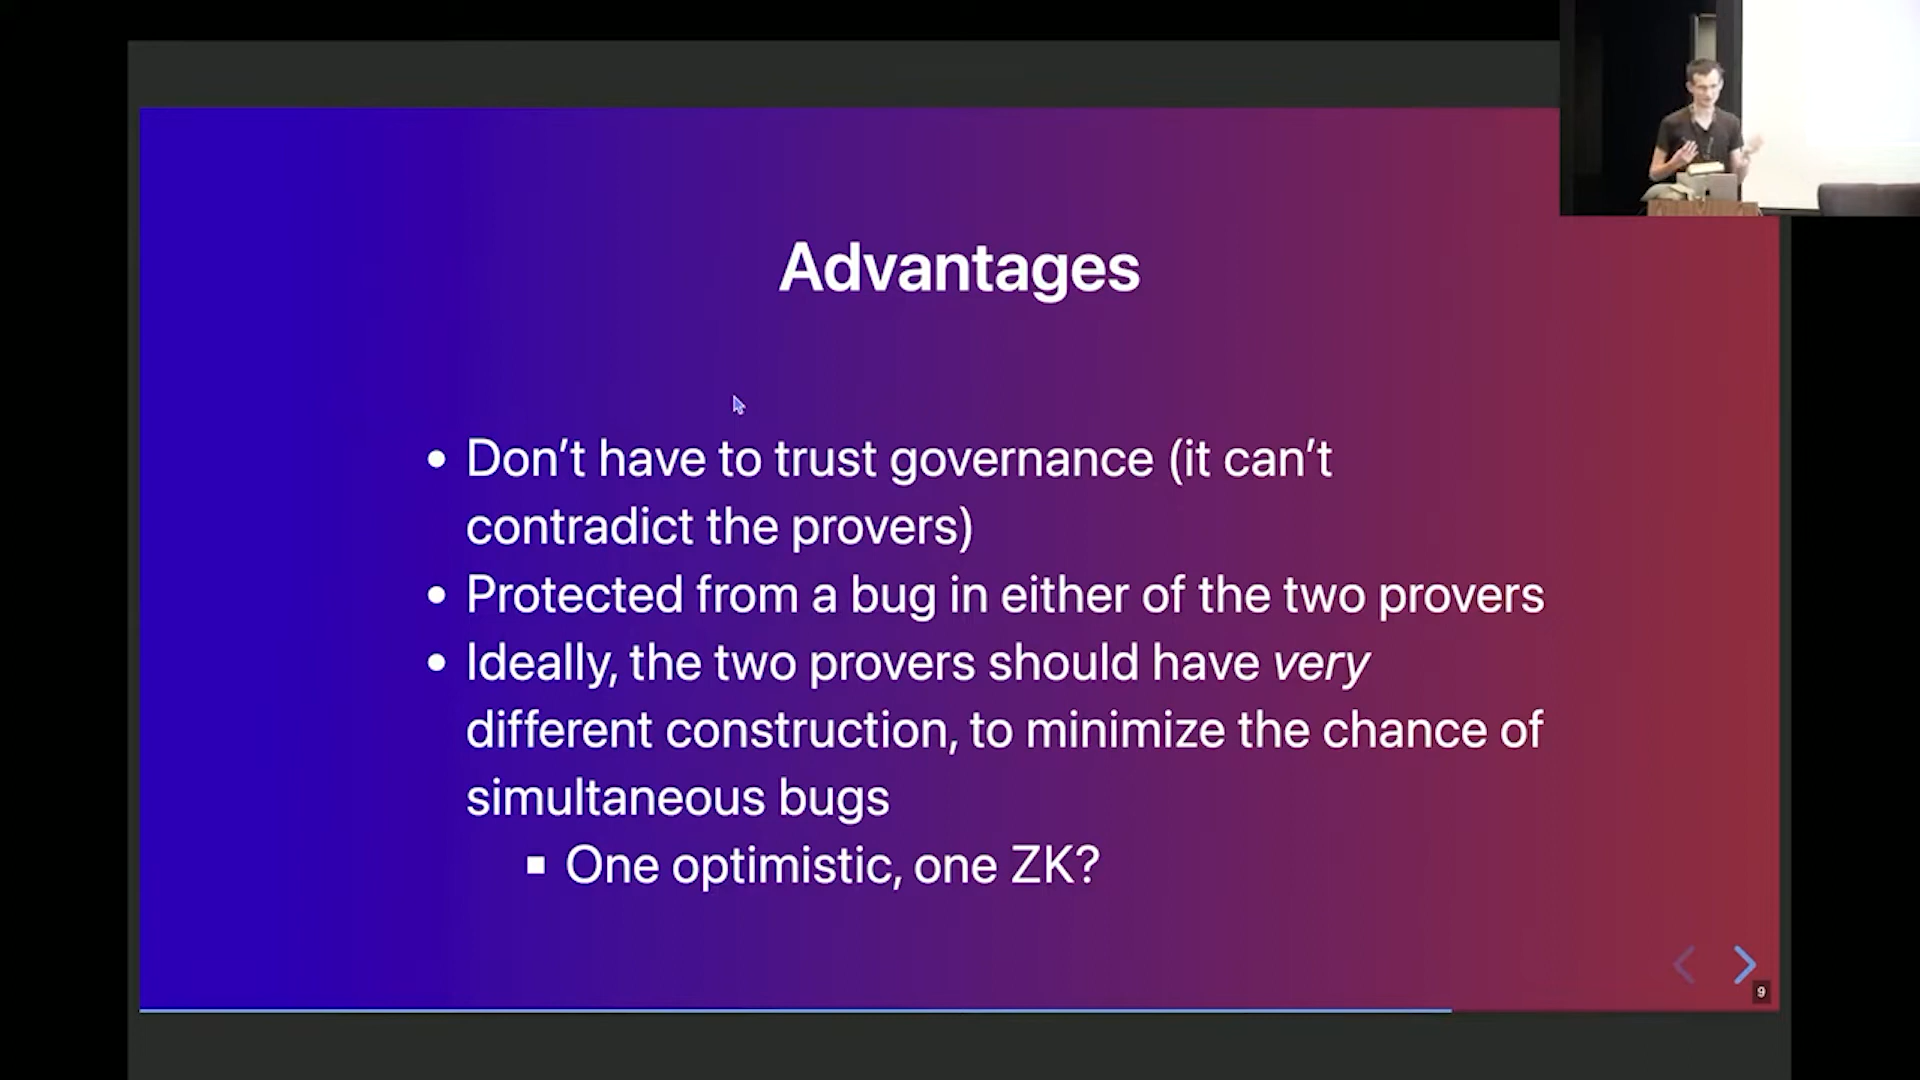 Advantages
• Don’t have to trust governance (it can’t
contradict the provers)
• Protected from a bug in either of the two provers
• Ideally, the two provers should have very
different construction, to minimize the chance of
simultaneous bugs
▪ One optimistic, one ZK?
9